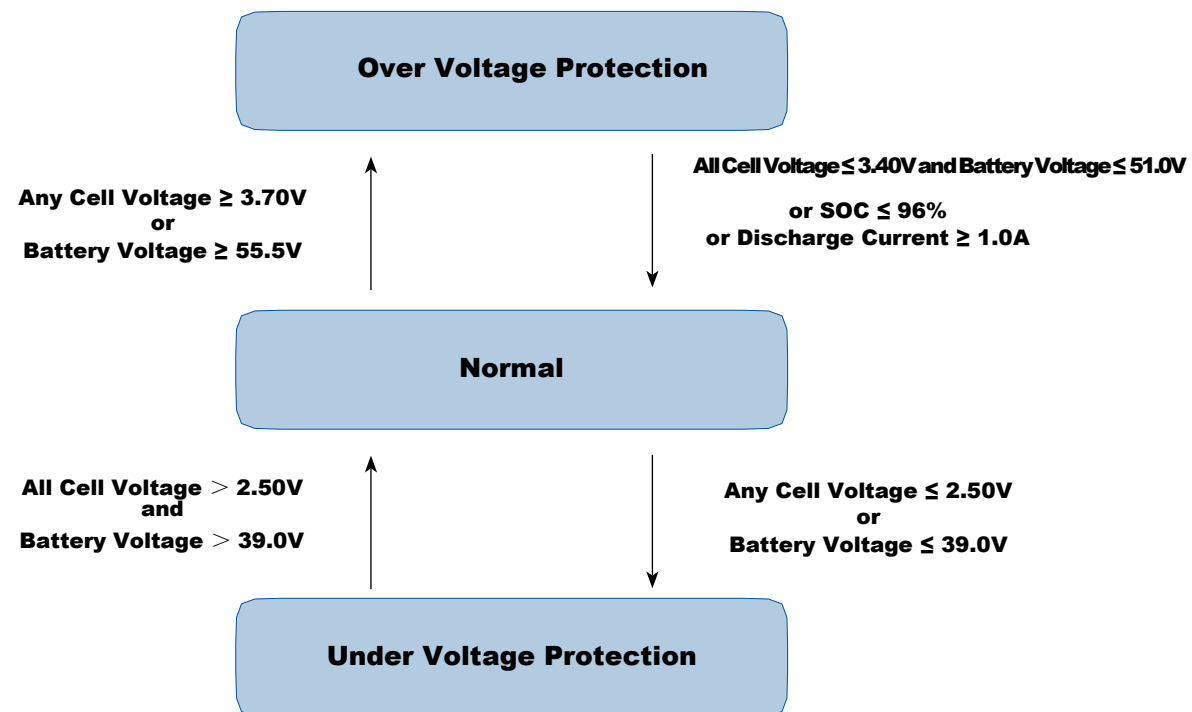 Over Voltage Protection
Any Cell Voltage ≥ 3.70V
or
Battery Voltage ≥ 55.5V
All Cell Voltage ≤ 3.40V and Battery Voltage ≤ 51.0V
or SOC ≤ 96%
or Discharge Current ≥ 1.0A
Normal
All Cell Voltage > 2.50V
and
Battery Voltage > 39.0V
Any Cell Voltage ≤ 2.50V
or
Battery Voltage ≤ 39.0V
Under Voltage Protection